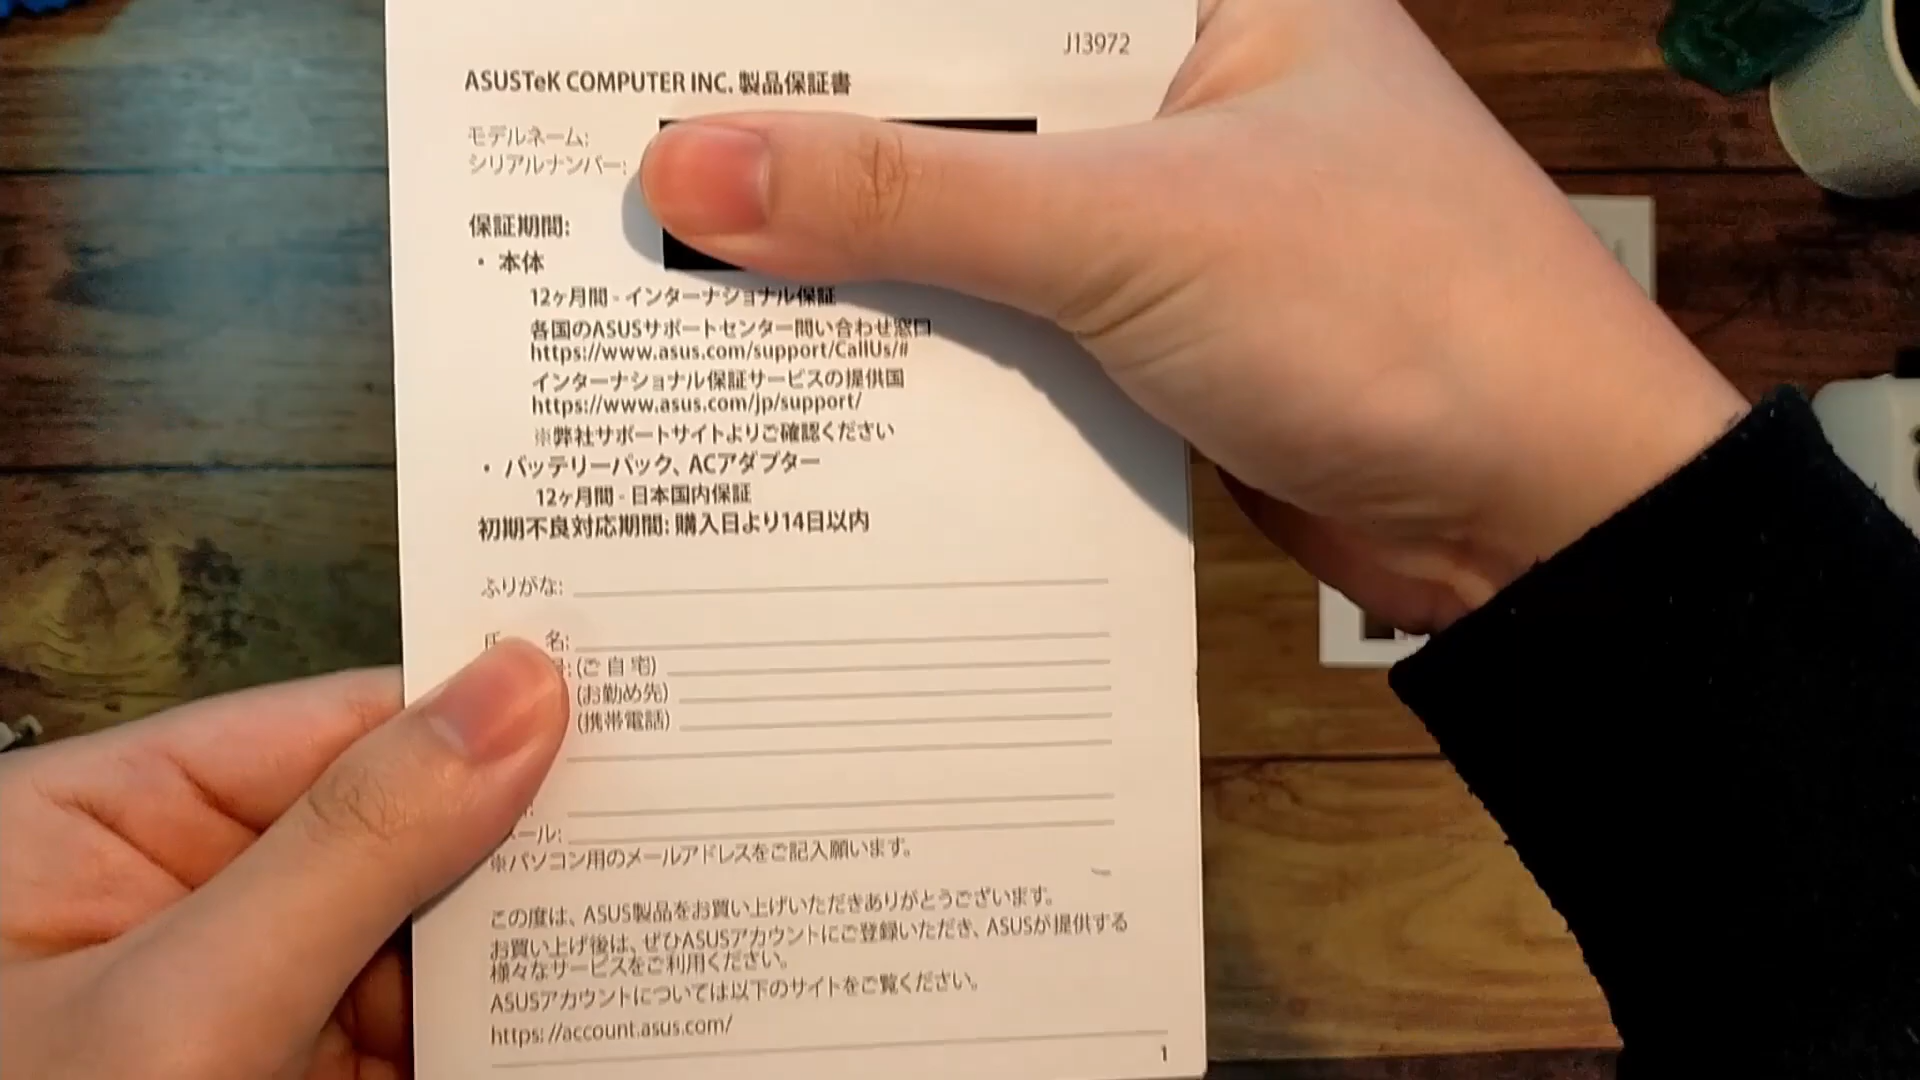 J13972
ASUSTeK COMPUTER INC. 製品保証書
モデルネーム:
シリアルナンバー:
保証期間:
・ 本体
12ヶ月間 - インターナショナル保証
各国のASUSサポートセンター問い合わせ窓口
https://www.asus.com/support/CallUs/#
インターナショナル保証サービスの提供国
https://www.asus.com/jp/support/
※弊社サポートサイトよりご確認ください
・ バッテリーパック、ACアダプター
12ヶ月間 - 日本国内保証
初期不良対応期間: 購入日より14日以内
ふりがな:
氏 名:
(ご 自 宅)
(お勤め先)
(携帯電話)
ール:
※パソコン用のメールアドレスをご記入願います。
この度は、ASUS製品をお買い上げいただきありがとうございます。
お買い上げ後は、ぜひASUSアカウントにご登録いただき、ASUSが提供する
様々なサービスをご利用ください。
ASUSアカウントについては以下のサイトをご覧ください。
https://account.asus.com/
1